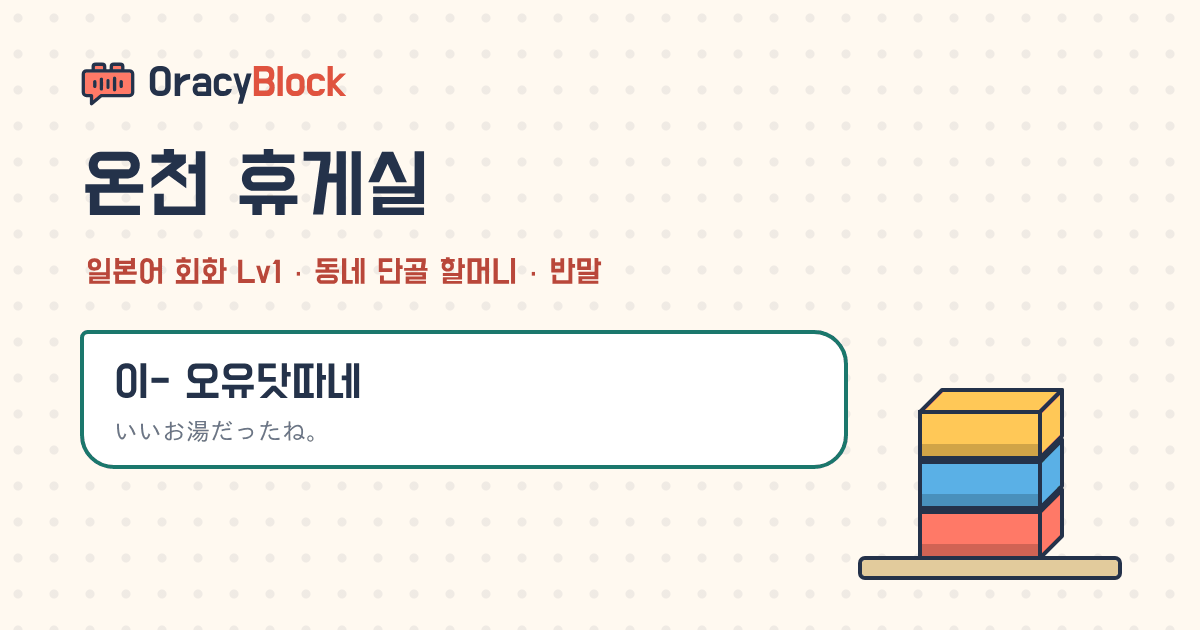 OracyBlock
온천 휴게실
일본어 회화 Lv1 · 동네 단골 할머니 · 반말
이- 오유닷따네
いいお湯だったね。